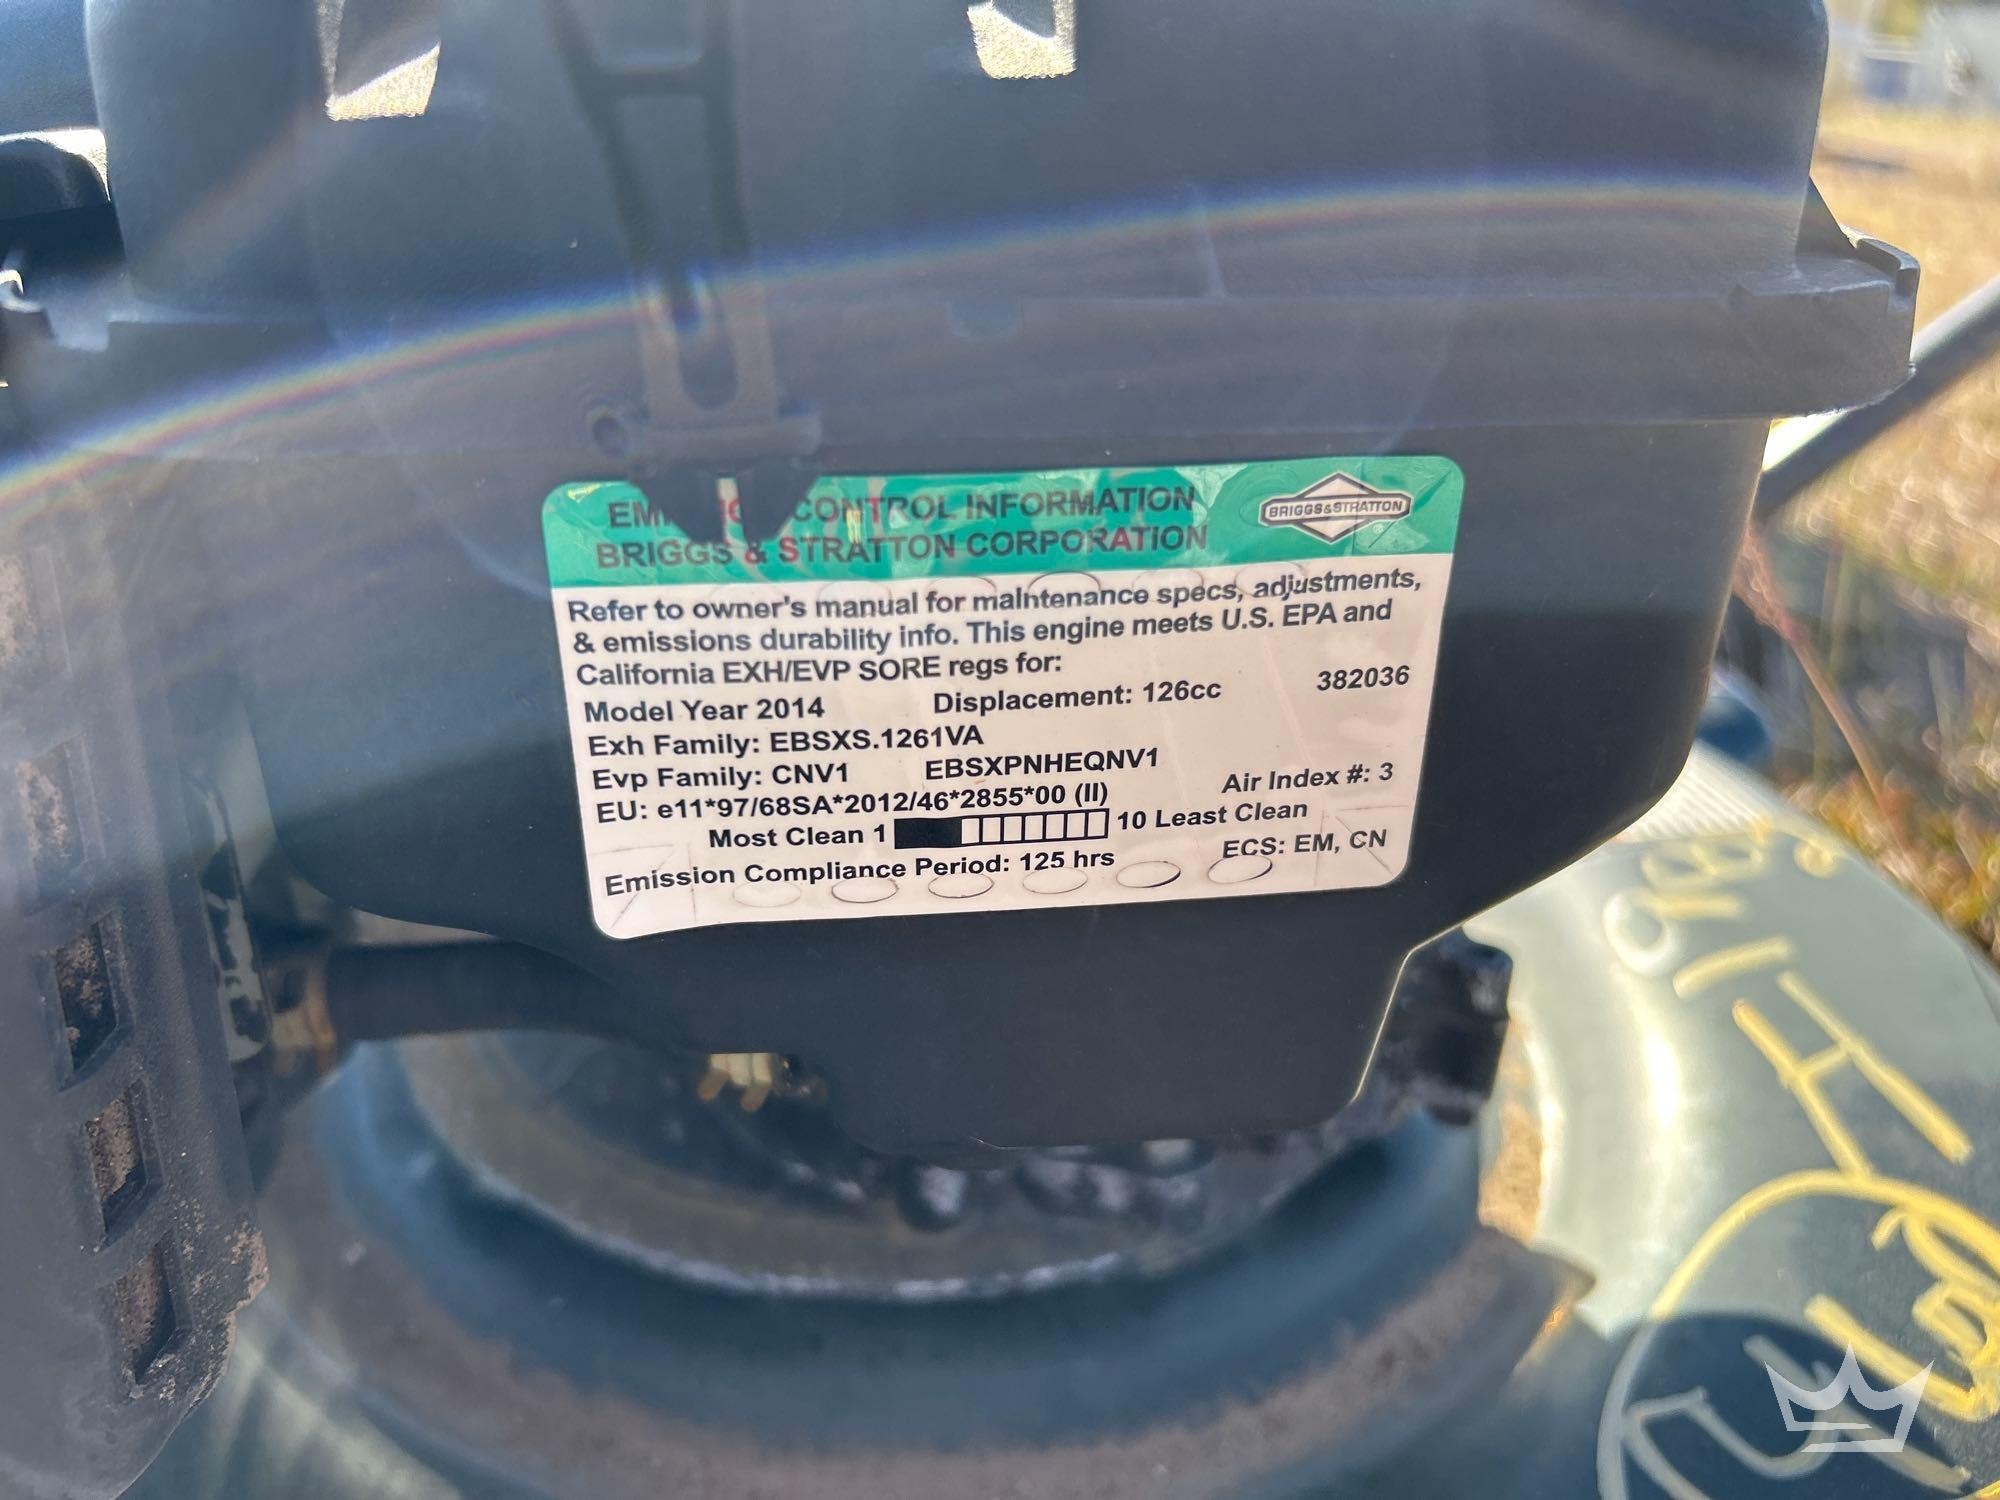 EMISSION CONTROL INFORMATION
BRIGGS & STRATTON CORPORATION
BRIGGS&STRATTON
®
Refer to owner's manual for maintenance specs, adjustments,
& emissions durability info. This engine meets U.S. EPA and
California EXH/EVP SORE regs for:
382036
Model Year 2014 Displacement: 126cc
Exh Family: EBSXS.1261VA
Evp Family: CNV1 EBSXPNHEQNV1
EU: e11*97/68SA*2012/46*2855*00 (II) Air Index #: 3
Most Clean 1 10 Least Clean
Emission Compliance Period: 125 hrs ECS: EM, CN